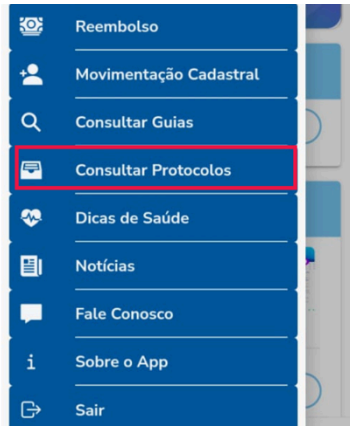 Reembolso
Movimentação Cadastral
Consultar Guias
Consultar Protocolos
Dicas de Saúde
Notícias
Fale Conosco
Sobre o App
Sair